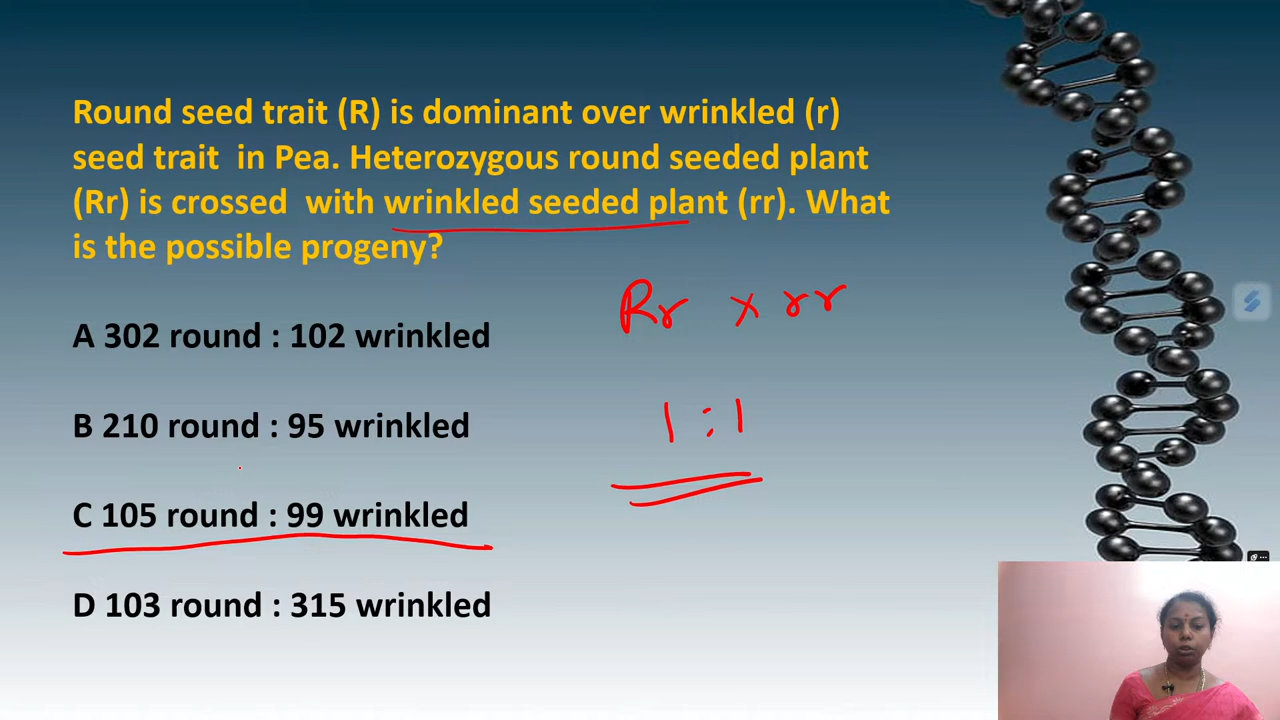 Round seed trait (R) is dominant over wrinkled (r)
seed trait in Pea. Heterozygous round seeded plant
(Rr) is crossed with wrinkled seeded plant (rr). What
is the possible progeny?
Rr x rr
A 302 round : 102 wrinkled
1 : 1
B 210 round : 95 wrinkled
C 105 round : 99 wrinkled
D 103 round : 315 wrinkled